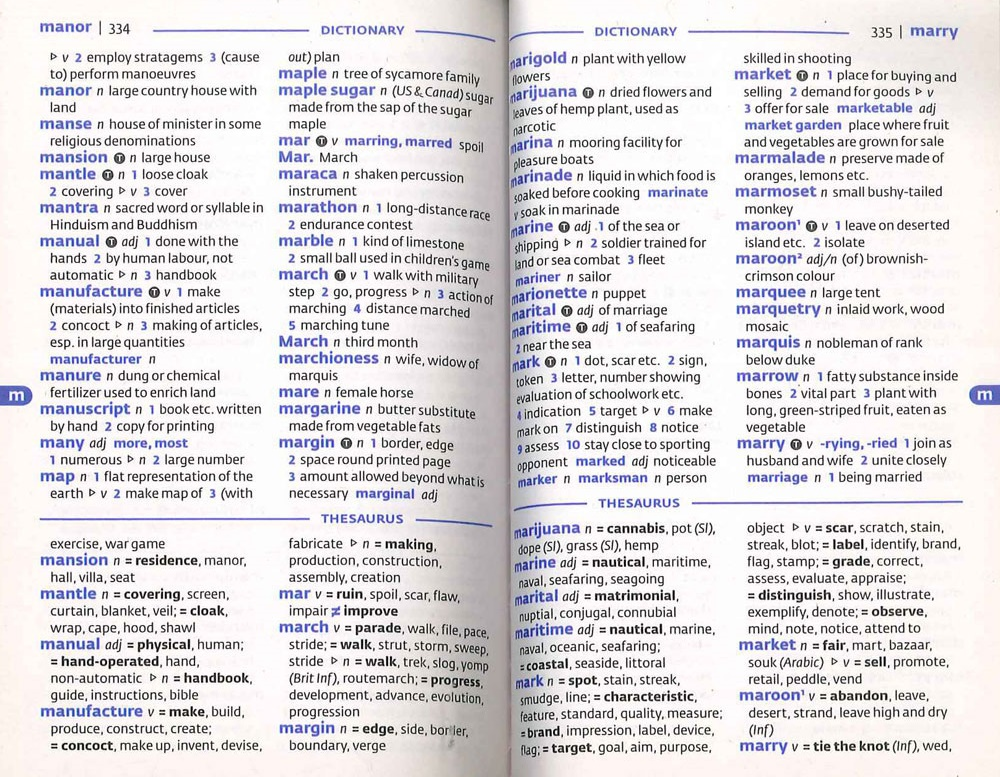 manor | 334
DICTIONARY
▷ v 2 employ stratagems 3 (cause
to) perform manoeuvres
manor n large country house with
land
manse n house of minister in some
religious denominations
mansion T n large house
mantle T n 1 loose cloak
2 covering ▷ v 3 cover
mantra n sacred word or syllable in
Hinduism and Buddhism
manual T adj 1 done with the
hands 2 by human labour, not
automatic ▷ n 3 handbook
manufacture T v 1 make
(materials) into finished articles
2 concoct ▷ n 3 making of articles,
esp. in large quantities
manufacturer n
manure n dung or chemical
fertilizer used to enrich land
manuscript n 1 book etc. written
by hand 2 copy for printing
many adj more, most
1 numerous ▷ n 2 large number
map n 1 flat representation of the
earth ▷ v 2 make map of 3 (with
out) plan
maple n tree of sycamore family
maple sugar n (US & Canad) sugar
made from the sap of the sugar
maple
mar T v marring, marred spoil
Mar. March
maraca n shaken percussion
instrument
marathon n 1 long-distance race
2 endurance contest
marble n 1 kind of limestone
2 small ball used in children's game
march T v 1 walk with military
step 2 go, progress ▷ n 3 action of
marching 4 distance marched
5 marching tune
March n third month
marchioness n wife, widow of
marquis
mare n female horse
margarine n butter substitute
made from vegetable fats
margin T n 1 border, edge
2 space round printed page
3 amount allowed beyond what is
necessary marginal adj
THESAURUS
exercise, war game
mansion n = residence, manor,
hall, villa, seat
mantle n = covering, screen,
curtain, blanket, veil; = cloak,
wrap, cape, hood, shawl
manual adj = physical, human;
= hand-operated, hand,
non-automatic ▷ n = handbook,
guide, instructions, bible
manufacture v = make, build,
produce, construct, create;
= concoct, make up, invent, devise,
fabricate ▷ n = making,
production, construction,
assembly, creation
mar v = ruin, spoil, scar, flaw,
impair ≠ improve
march v = parade, walk, file, pace,
stride; = walk, strut, storm, sweep,
stride ▷ n = walk, trek, slog, yomp
(Brit Inf), routemarch; = progress,
development, advance, evolution,
progression
margin n = edge, side, border,
boundary, verge
m
DICTIONARY
335 | marry
marigold n plant with yellow
flowers
marijuana T n dried flowers and
leaves of hemp plant, used as
narcotic
marina n mooring facility for
pleasure boats
marinade n liquid in which food is
soaked before cooking marinate
v soak in marinade
marine T adj 1 of the sea or
shipping ▷ n 2 soldier trained for
land or sea combat 3 fleet
mariner n sailor
marionette n puppet
marital T adj of marriage
maritime T adj 1 of seafaring
2 near the sea
mark T n 1 dot, scar etc. 2 sign,
token 3 letter, number showing
evaluation of schoolwork etc.
4 indication 5 target ▷ v 6 make
mark on 7 distinguish 8 notice
9 assess 10 stay close to sporting
opponent marked adj noticeable
marker n marksman n person
skilled in shooting
market T n 1 place for buying and
selling 2 demand for goods ▷ v
3 offer for sale marketable adj
market garden place where fruit
and vegetables are grown for sale
marmalade n preserve made of
oranges, lemons etc.
marmoset n small bushy-tailed
monkey
maroon¹ T v 1 leave on deserted
island etc. 2 isolate
maroon² adj/n (of) brownish-
crimson colour
marquee n large tent
marquetry n inlaid work, wood
mosaic
marquis n nobleman of rank
below duke
marrow n 1 fatty substance inside
bones 2 vital part 3 plant with
long, green-striped fruit, eaten as
vegetable
marry T v -rying, -ried 1 join as
husband and wife 2 unite closely
marriage n 1 being married
THESAURUS
marijuana n = cannabis, pot (Sl),
dope (Sl), grass (Sl), hemp
marine adj = nautical, maritime,
naval, seafaring, seagoing
marital adj = matrimonial,
nuptial, conjugal, connubial
maritime adj = nautical, marine,
naval, oceanic, seafaring;
= coastal, seaside, littoral
mark n = spot, stain, streak,
smudge, line; = characteristic,
feature, standard, quality, measure;
= brand, impression, label, device,
flag; = target, goal, aim, purpose,
object ▷ v = scar, scratch, stain,
streak, blot; = label, identify, brand,
flag, stamp; = grade, correct,
assess, evaluate, appraise;
= distinguish, show, illustrate,
exemplify, denote; = observe,
mind, note, notice, attend to
market n = fair, mart, bazaar,
souk (Arabic) ▷ v = sell, promote,
retail, peddle, vend
maroon¹ v = abandon, leave,
desert, strand, leave high and dry
(Inf)
marry v = tie the knot (Inf), wed,
m